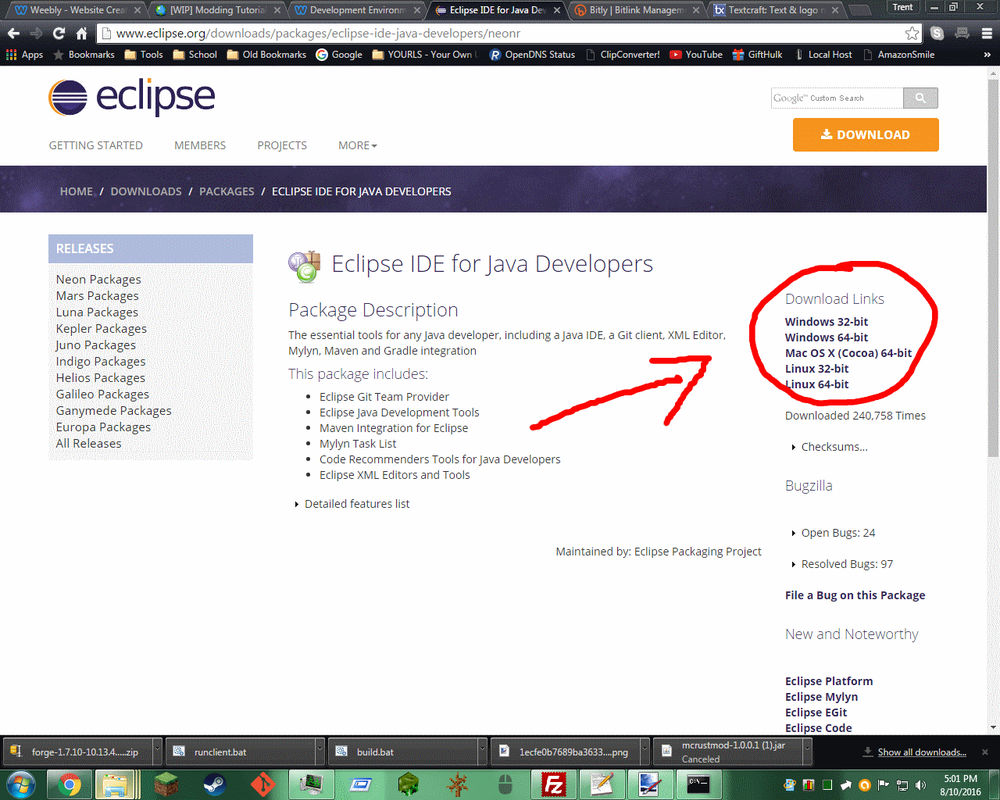 Weebly - Website Creat
[WIP] Modding Tutorial
Development Environm
Eclipse IDE for Java Dev
Bitly | Bitlink Managem
Textcraft: Text & logo m
Trent
www.eclipse.org/downloads/packages/eclipse-ide-java-developers/neonr
Apps
Bookmarks
Tools
School
Old Bookmarks
Google
YOURLS - Your Own
OpenDNS Status
ClipConverter!
YouTube
GiftHulk
Local Host
AmazonSmile
»
eclipse
Google™ Custom Search
DOWNLOAD
GETTING STARTED MEMBERS PROJECTS MORE
HOME / DOWNLOADS / PACKAGES / ECLIPSE IDE FOR JAVA DEVELOPERS
RELEASES
Neon Packages
Mars Packages
Luna Packages
Kepler Packages
Juno Packages
Indigo Packages
Helios Packages
Galileo Packages
Ganymede Packages
Europa Packages
All Releases
Eclipse IDE for Java Developers
Package Description
The essential tools for any Java developer, including a Java IDE, a Git client, XML Editor,
Mylyn, Maven and Gradle integration
This package includes:
Eclipse Git Team Provider
Eclipse Java Development Tools
Maven Integration for Eclipse
Mylyn Task List
Code Recommenders Tools for Java Developers
Eclipse XML Editors and Tools
Detailed features list
Maintained by: Eclipse Packaging Project
Download Links
Windows 32-bit
Windows 64-bit
Mac OS X (Cocoa) 64-bit
Linux 32-bit
Linux 64-bit
Downloaded 240,758 Times
Checksums...
Bugzilla
Open Bugs: 24
Resolved Bugs: 97
File a Bug on this Package
New and Noteworthy
Eclipse Platform
Eclipse Mylyn
Eclipse EGit
Eclipse Code
forge-1.7.10-10.13.4....zip
runclient.bat
build.bat
1ecfe0b7689ba3633....png
mcrustmod-1.0.0.1 (1).jar
Canceled
Show all downloads...
5:01 PM
8/10/2016